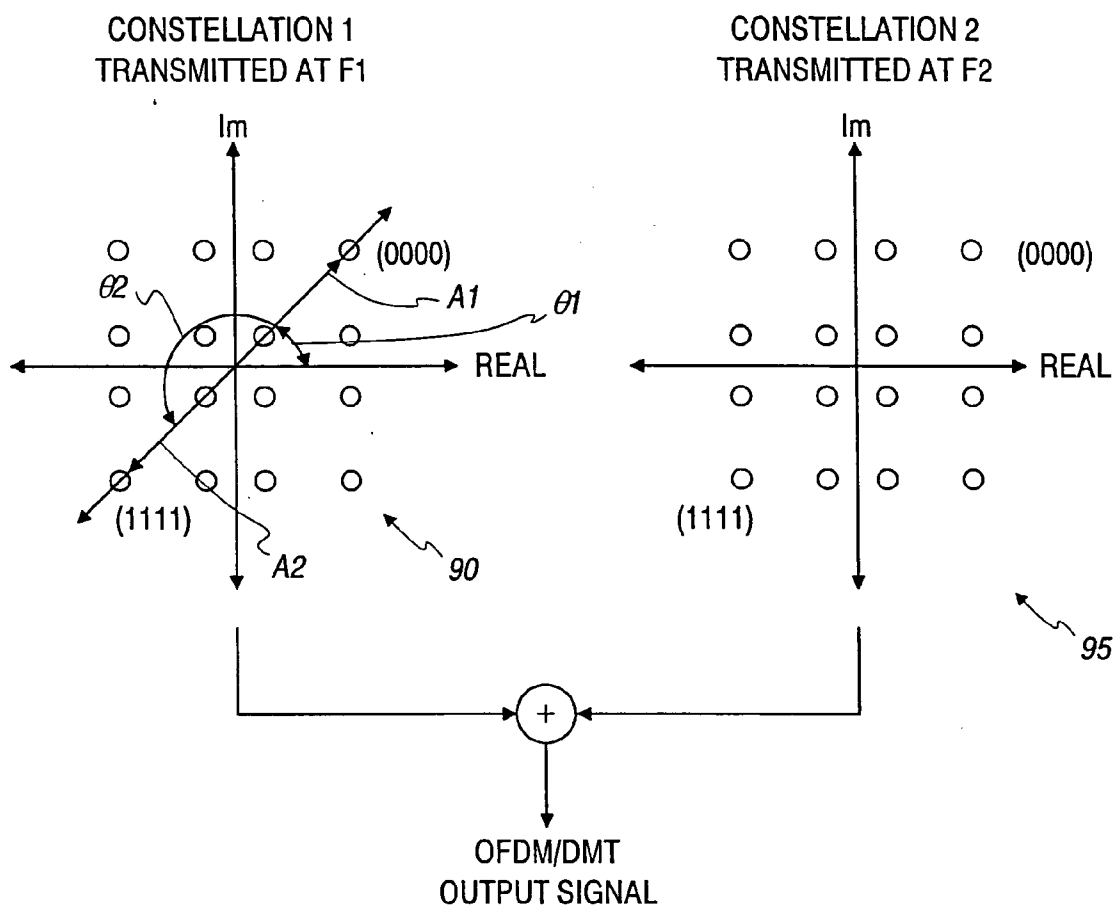 CONSTELLATION 1
TRANSMITTED AT F1
CONSTELLATION 2
TRANSMITTED AT F2
Im
Im
(0000)
(0000)
θ2
A1
θ1
REAL
REAL
(1111)
(1111)
A2
90
95
+
OFDM/DMT
OUTPUT SIGNAL